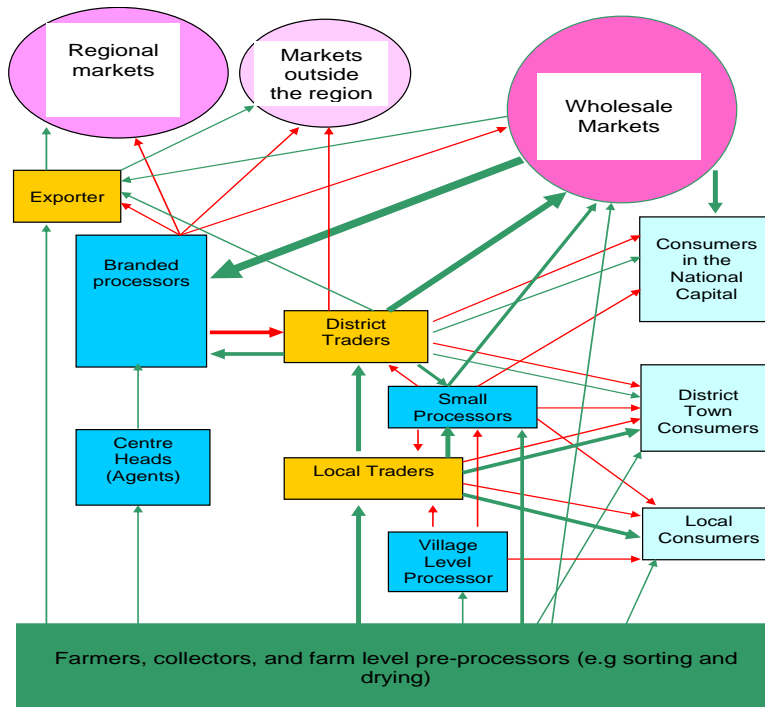 Regional
markets
Markets
outside
the region
Wholesale
Markets
Exporter
Branded
processors
Consumers
in the
National
Capital
District
Traders
Small
Processors
District
Town
Consumers
Centre
Heads
(Agents)
Local Traders
Local
Consumers
Village
Level
Processor
Farmers, collectors, and farm level pre-processors (e.g sorting and
drying)